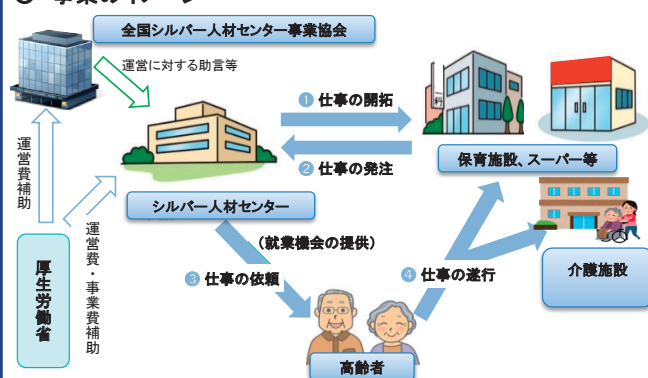 全国シルバー人材センター事業協会
運営に対する助言等
❶ 仕事の開拓
❷ 仕事の発注
保育施設、スーパー等
運営費補助
シルバー人材センター
運営費・事業費補助
(就業機会の提供)
❸ 仕事の依頼
❹ 仕事の遂行
介護施設
厚生労働省
高齢者